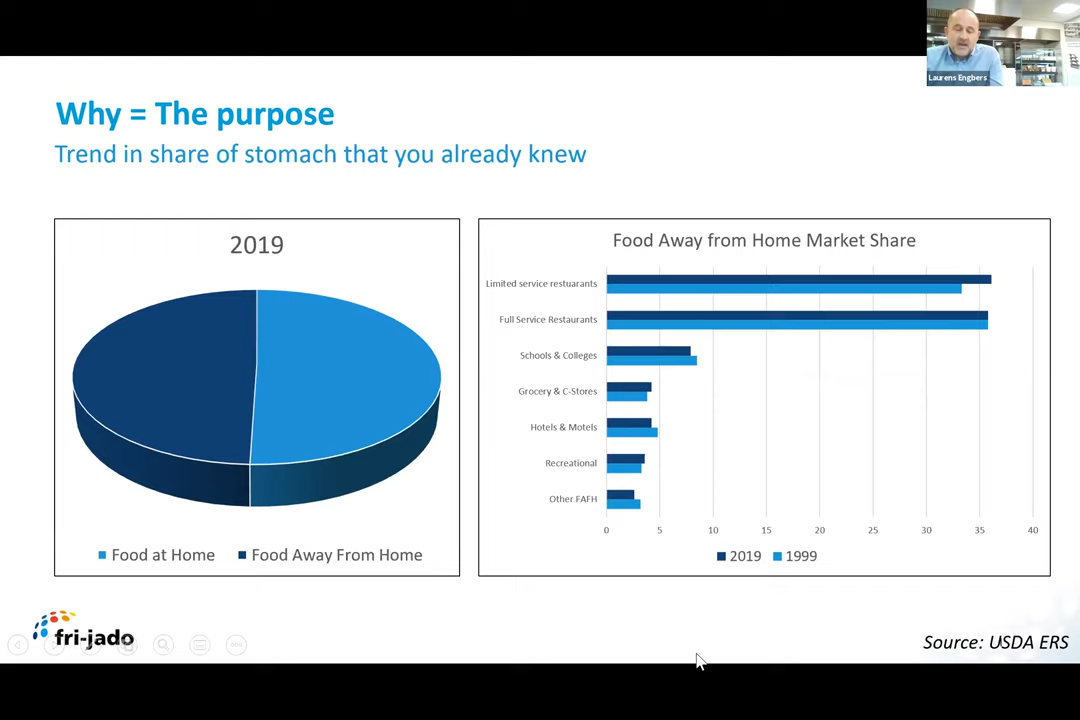 Laurens Engbers
Why = The purpose
Trend in share of stomach that you already knew
2019
Food at Home
Food Away From Home
Food Away from Home Market Share
Limited service restuarants
Full Service Restaurants
Schools & Colleges
Grocery & C-Stores
Hotels & Motels
Recreational
Other FAFH
0 5 10 15 20 25 30 35 40
2019 1999
fri-jado
Source: USDA ERS